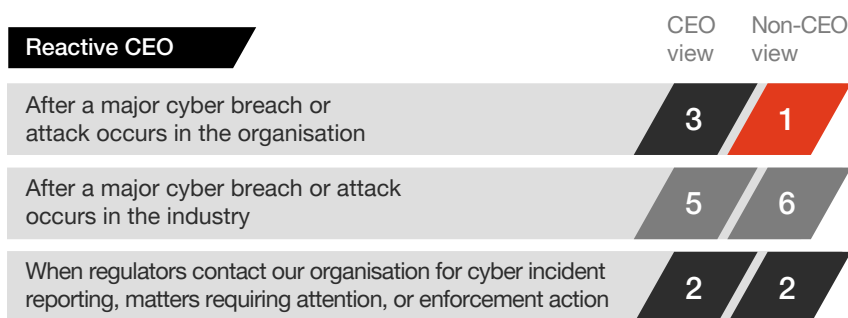 Reactive CEO
CEO view
Non-CEO view
After a major cyber breach or
attack occurs in the organisation
3
1
After a major cyber breach or attack
occurs in the industry
5
6
When regulators contact our organisation for cyber incident
reporting, matters requiring attention, or enforcement action
2
2